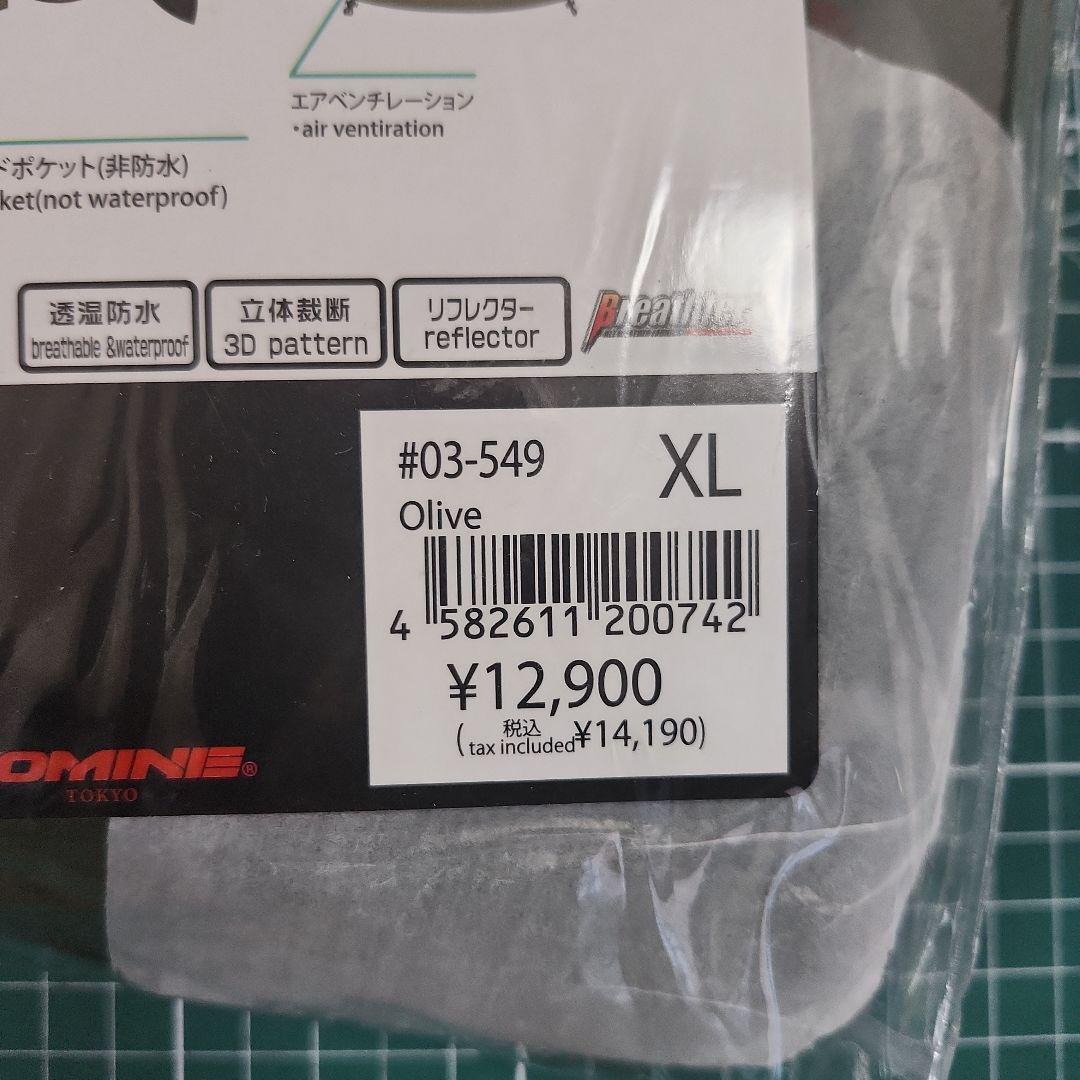 エアベンチレーション
・air ventiration
ドポケット(非防水)
ket(not waterproof)
透湿防水
breathable &waterproof
立体裁断
3D pattern
リフレクター
reflector
#03-549
XL
Olive
4 582611 200742
¥12,900
(税込
tax included ¥14,190)
OMINE®
TOKYO